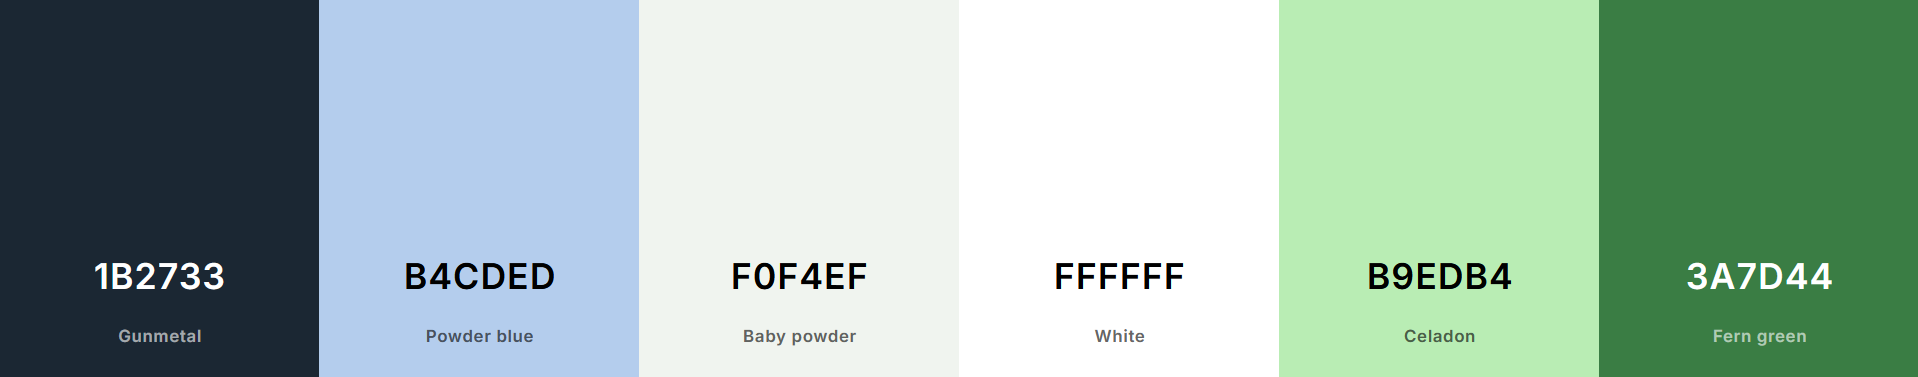 1B2733
Gunmetal
B4CDED
Powder blue
F0F4EF
Baby powder
FFFFFF
White
B9EDB4
Celadon
3A7D44
Fern green